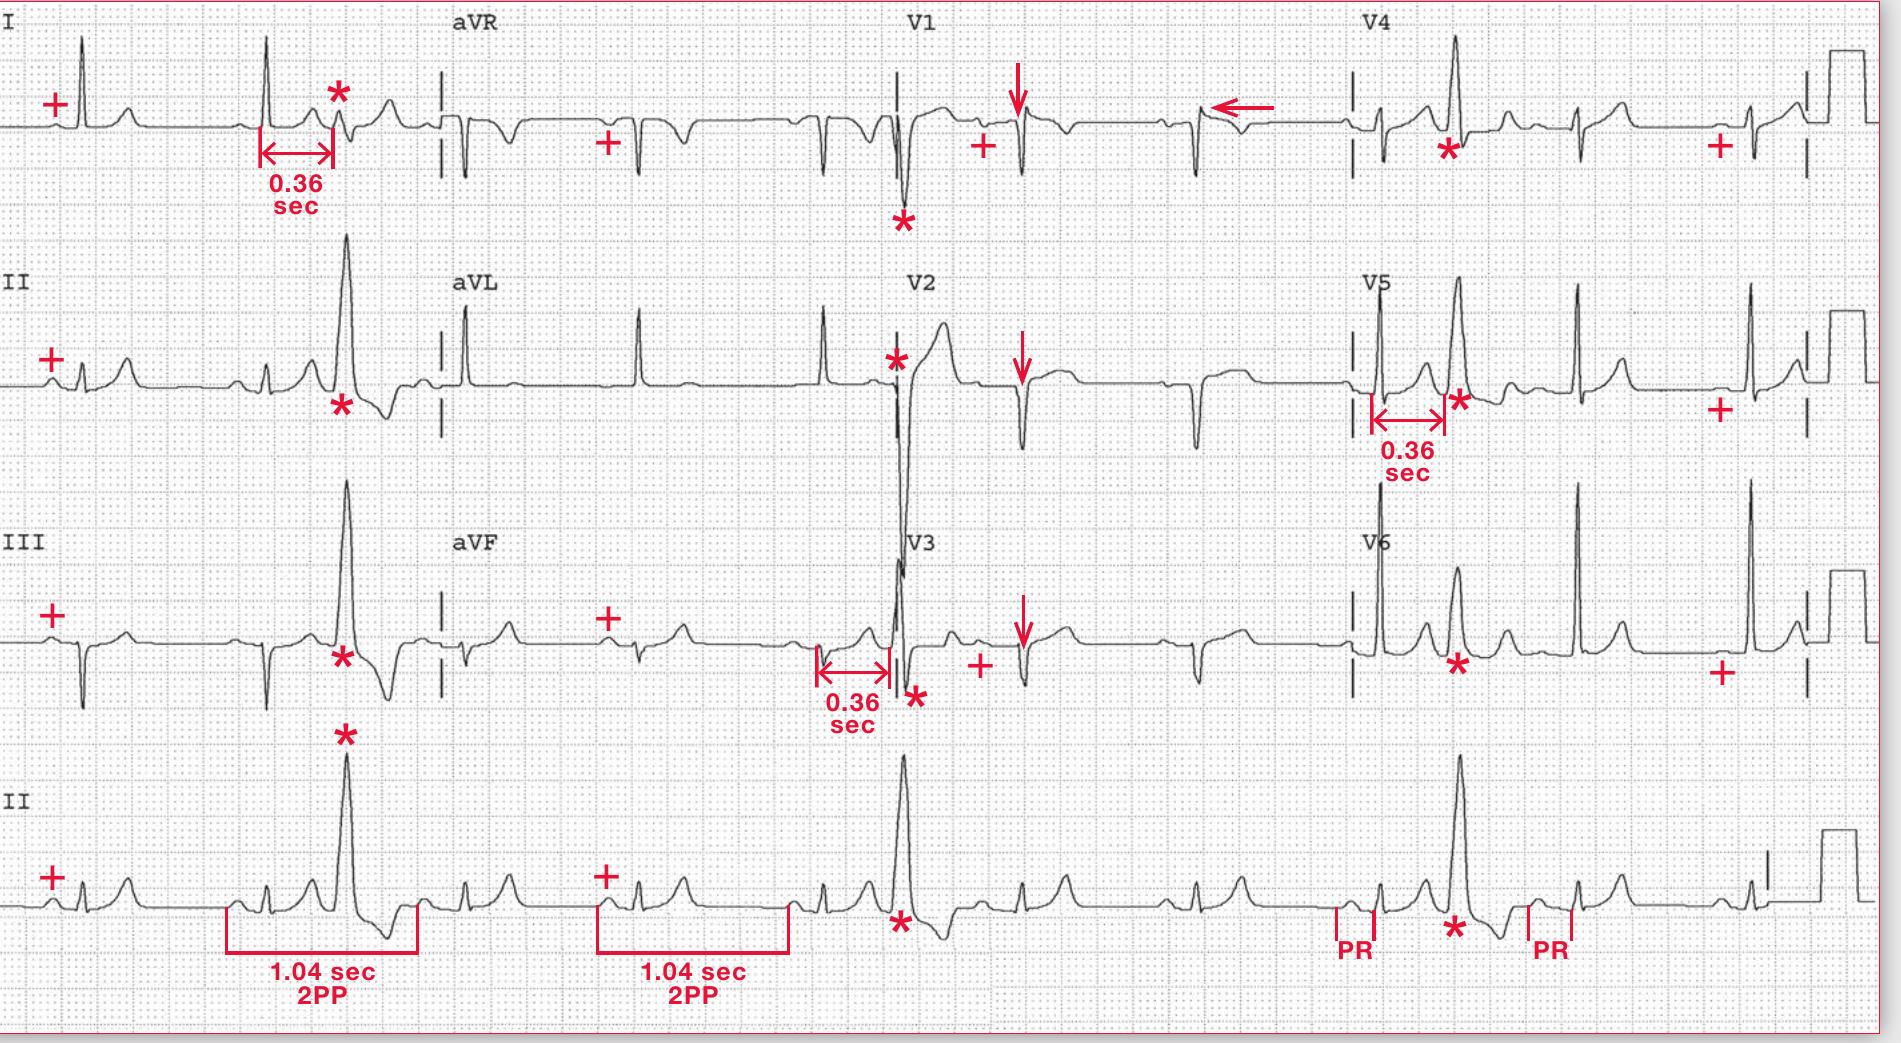 I aVR V1 V4
+ *
0.36
sec
+
*
+
*
+
II aVL V2 V5
+ *
*
*
+
0.36
sec
III aVF V3 V6
+ *
+
0.36
sec
*
+
*
+
*
II
+
1.04 sec
2PP
+
1.04 sec
2PP
*
PR
*
PR